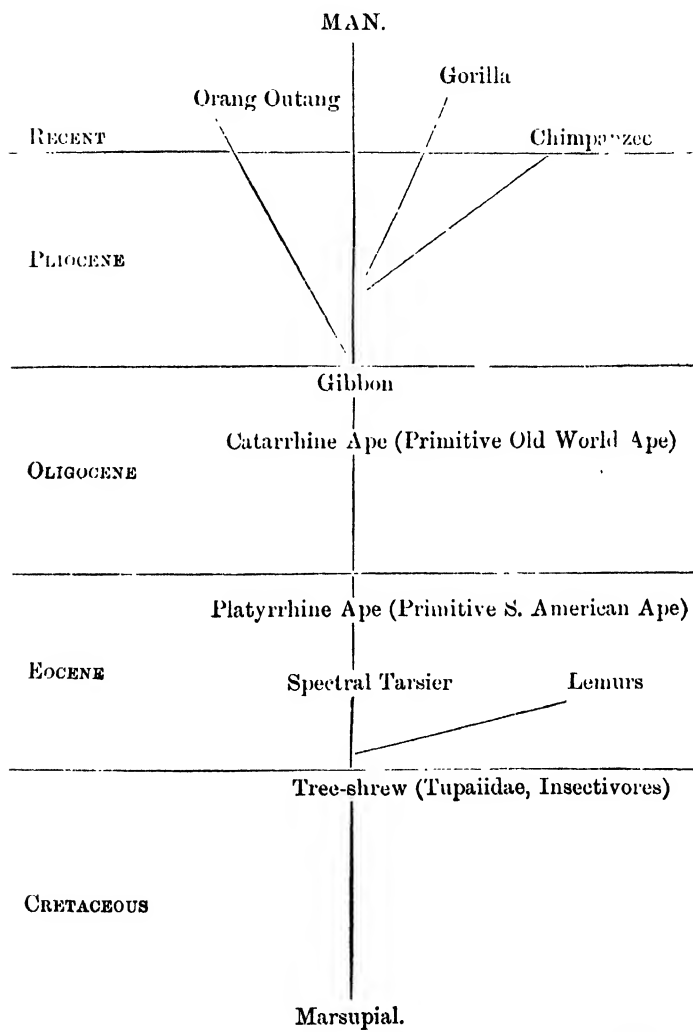 MAN.
Gorilla
Orang Outang
RECENT
Chimpanzee
PLIOCENE
Gibbon
Catarrhine Ape (Primitive Old World Ape)
OLIGOCENE
Platyrrhine Ape (Primitive S. American Ape)
EOCENE
Spectral Tarsier
Lemurs
Tree-shrew (Tupaiidae, Insectivores)
CRETACEOUS
Marsupial.